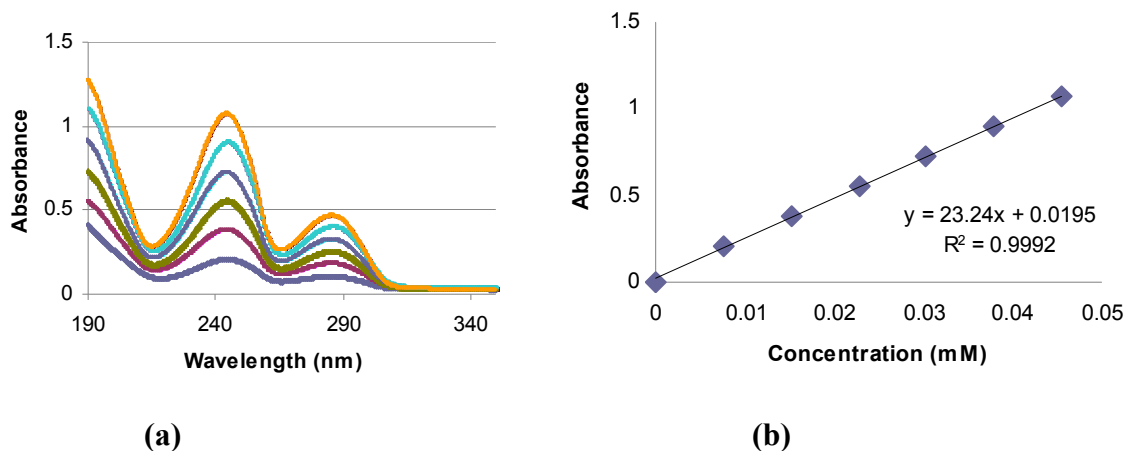 1.5
1
0.5
0
Absorbance
190
240
290
340
Wavelength (nm)
(a)
1.5
1
0.5
0
Absorbance
y = 23.24x + 0.0195
R² = 0.9992
0
0.01
0.02
0.03
0.04
0.05
Concentration (mM)
(b)